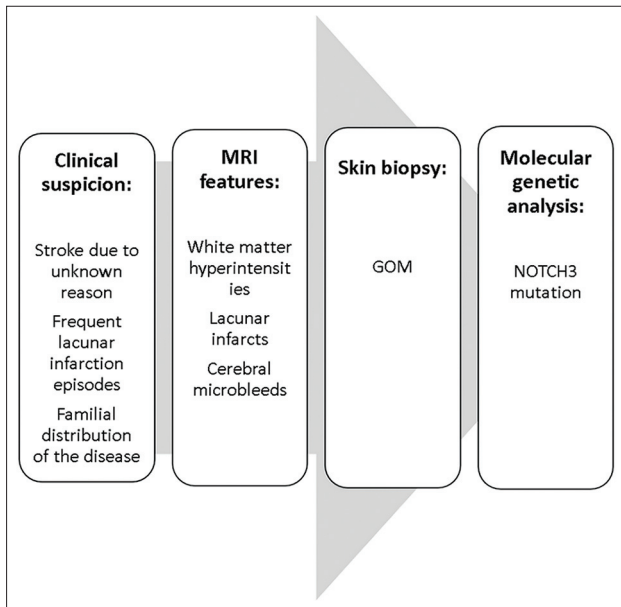 Clinical
suspicion:
Stroke due to
unknown
reason
Frequent
lacunar
infarction
episodes
Familial
distribution
of the disease
MRI
features:
White matter
hyperintensit
ies
Lacunar
infarcts
Cerebral
microbleeds
Skin biopsy:
GOM
Molecular
genetic
analysis:
NOTCH3
mutation